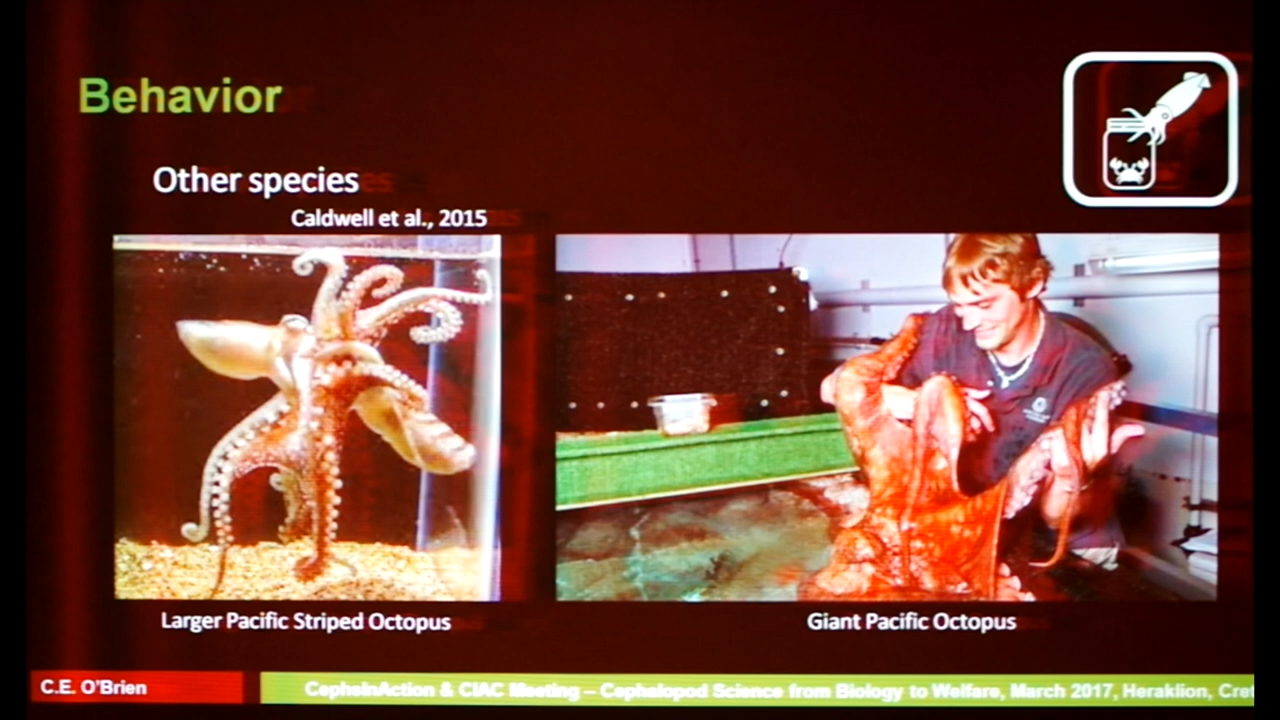 Behavior
Other species
Caldwell et al., 2015
Larger Pacific Striped Octopus
Giant Pacific Octopus
C.E. O'Brien
CephsInAction & CIAC Meeting – Cephalopod Science from Biology to Welfare, March 2017, Heraklion, Cret